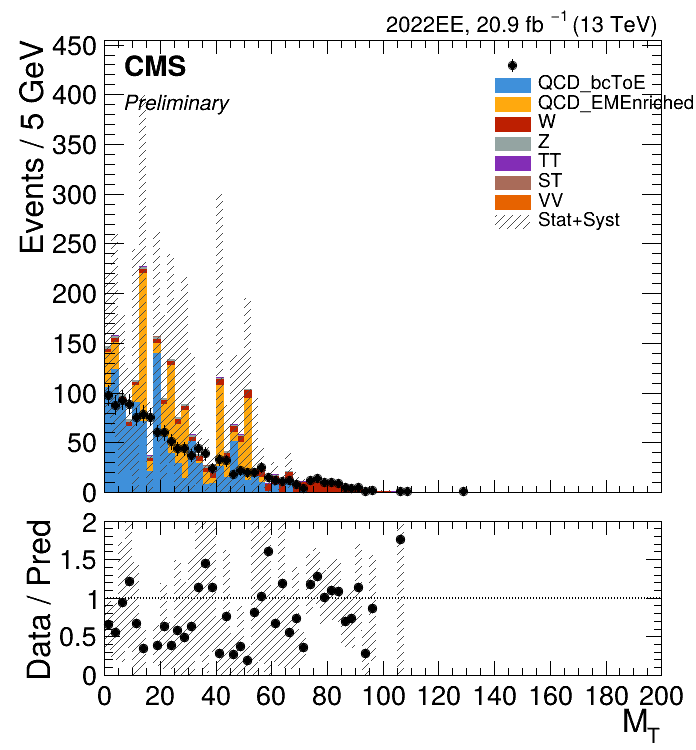 2022EE, 20.9 fb⁻¹ (13 TeV)
CMS
Preliminary
QCD_bcToE
QCD_EMEnriched
W
Z
TT
ST
VV
Stat+Syst
Events / 5 GeV
450
400
350
300
250
200
150
100
50
0
Data / Pred
2
1.5
1
0.5
0
0 20 40 60 80 100 120 140 160 180 200
M_T